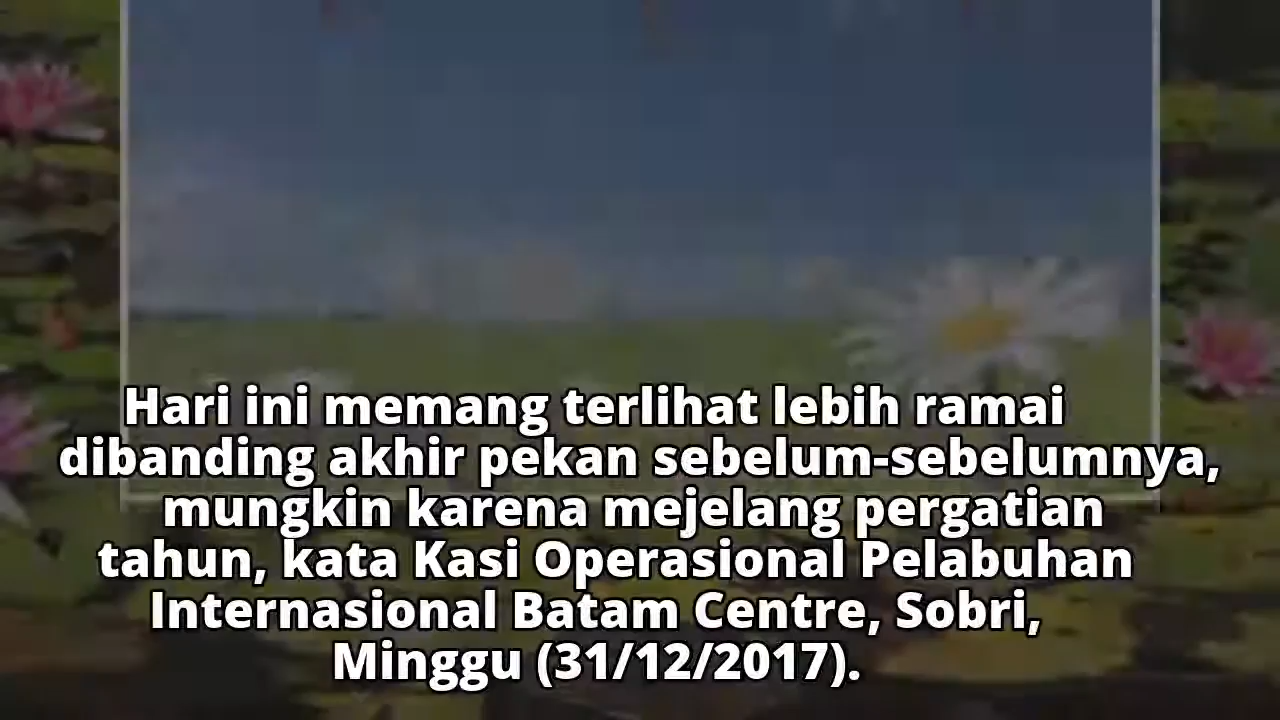 Hari ini memang terlihat lebih ramai
dibanding akhir pekan sebelum-sebelumnya,
mungkin karena mejelang pergatian
tahun, kata Kasi Operasional Pelabuhan
Internasional Batam Centre, Sobri,
Minggu (31/12/2017).